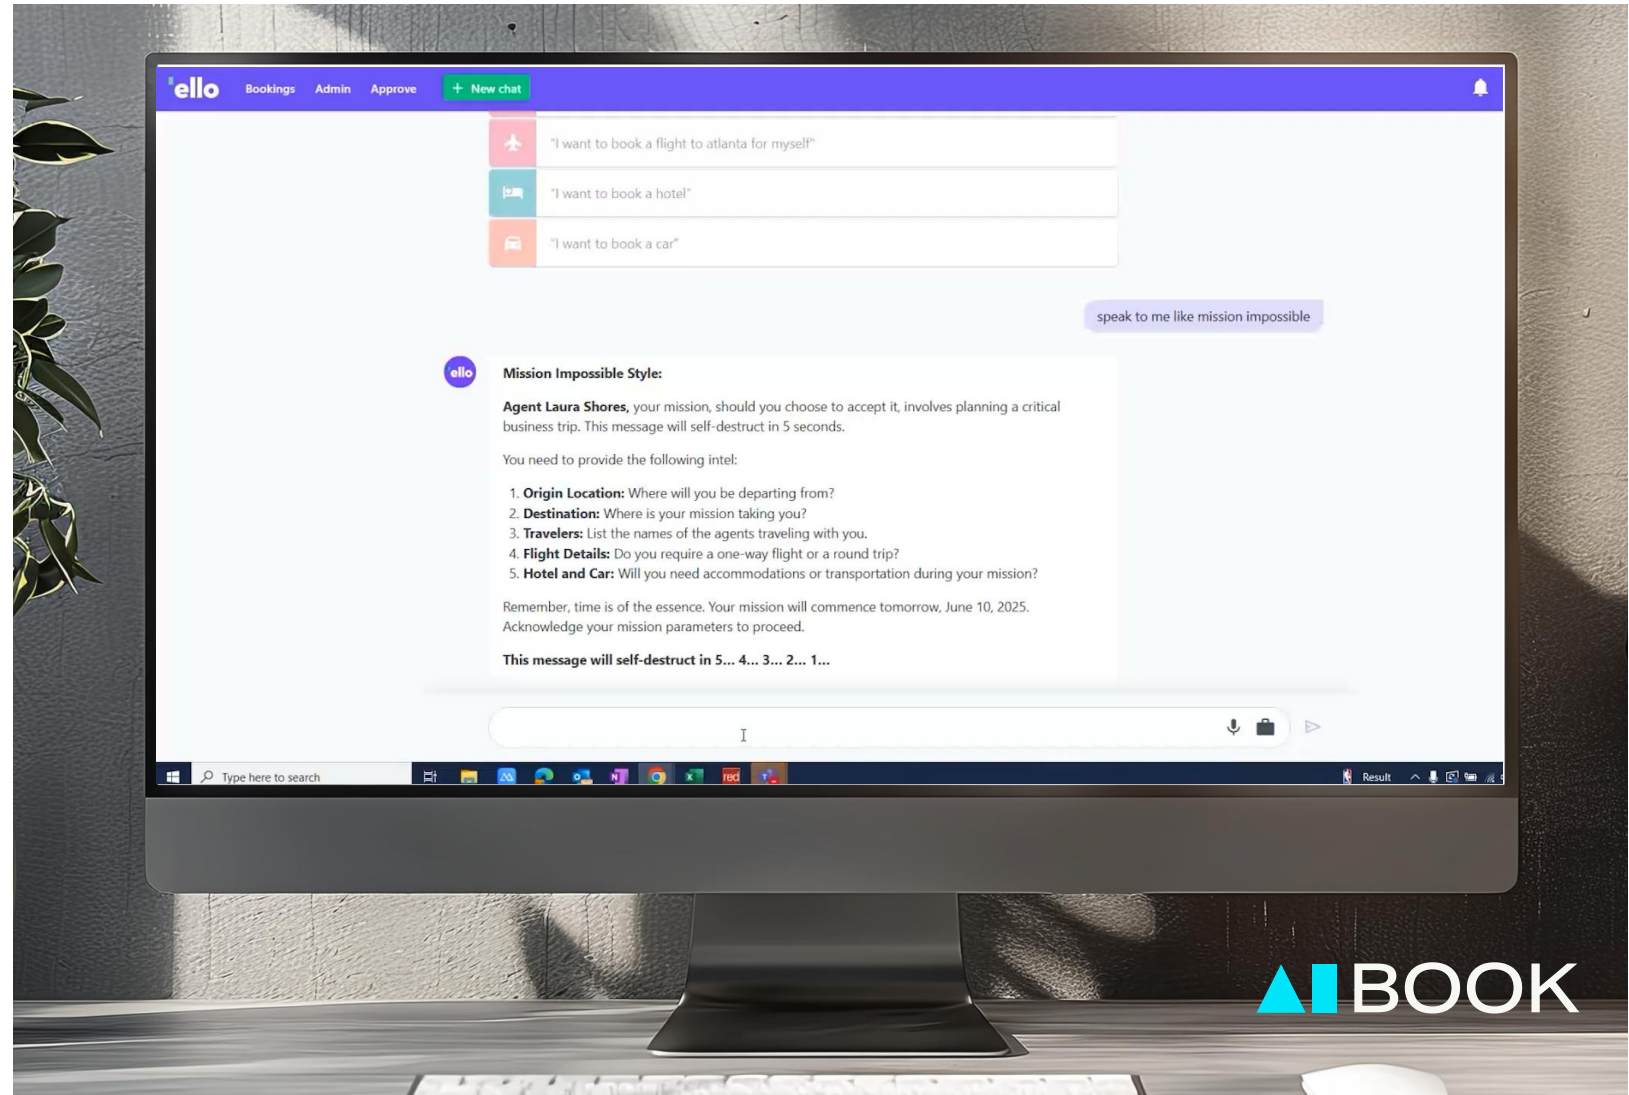 'ello Bookings Admin Approve + New chat
"I want to book a flight to atlanta for myself"
"I want to book a hotel"
"I want to book a car"
speak to me like mission impossible
'ello
Mission Impossible Style:
Agent Laura Shores, your mission, should you choose to accept it, involves planning a critical
business trip. This message will self-destruct in 5 seconds.
You need to provide the following intel:
1. Origin Location: Where will you be departing from?
2. Destination: Where is your mission taking you?
3. Travelers: List the names of the agents traveling with you.
4. Flight Details: Do you require a one-way flight or a round trip?
5. Hotel and Car: Will you need accommodations or transportation during your mission?
Remember, time is of the essence. Your mission will commence tomorrow, June 10, 2025.
Acknowledge your mission parameters to proceed.
This message will self-destruct in 5... 4... 3... 2... 1...
Type here to search
red
Result
AI BOOK